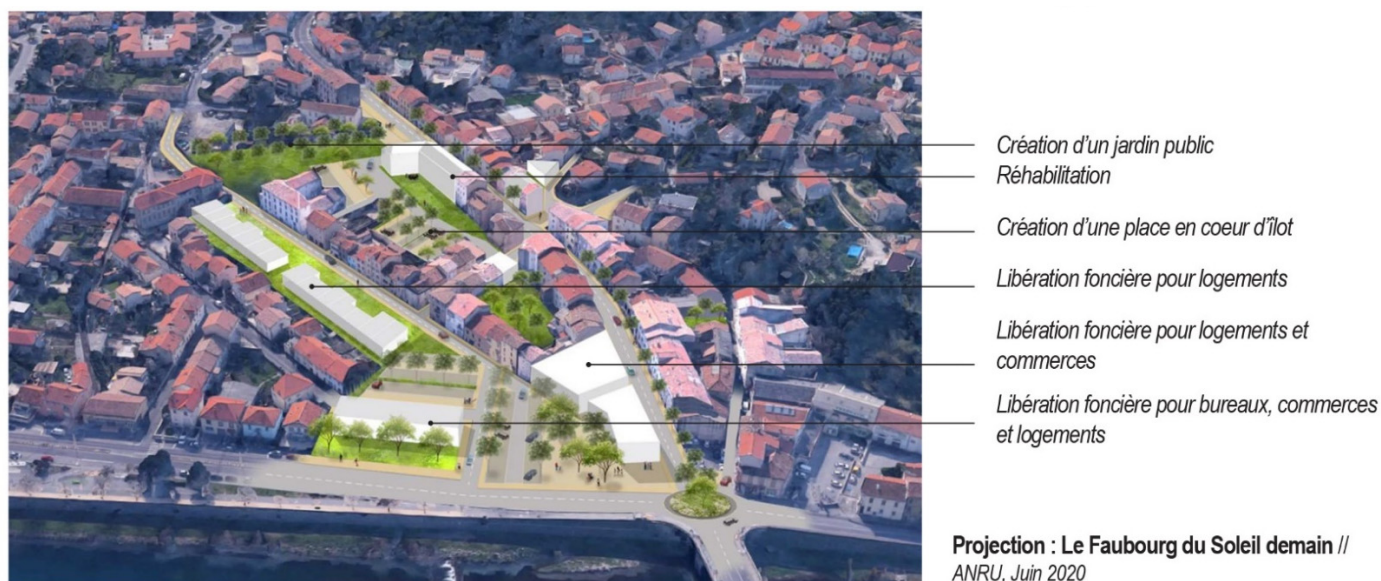 Création d'un jardin public
Réhabilitation
Création d'une place en coeur d'îlot
Libération foncière pour logements
Libération foncière pour logements et
commerces
Libération foncière pour bureaux, commerces
et logements
Projection : Le Faubourg du Soleil demain //
ANRU, Juin 2020